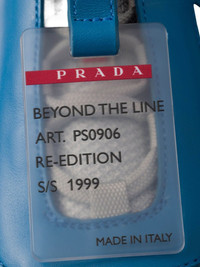 PRADA
BEYOND THE LINE
ART. PS0906
RE-EDITION
S/S 1999
MADE IN ITALY